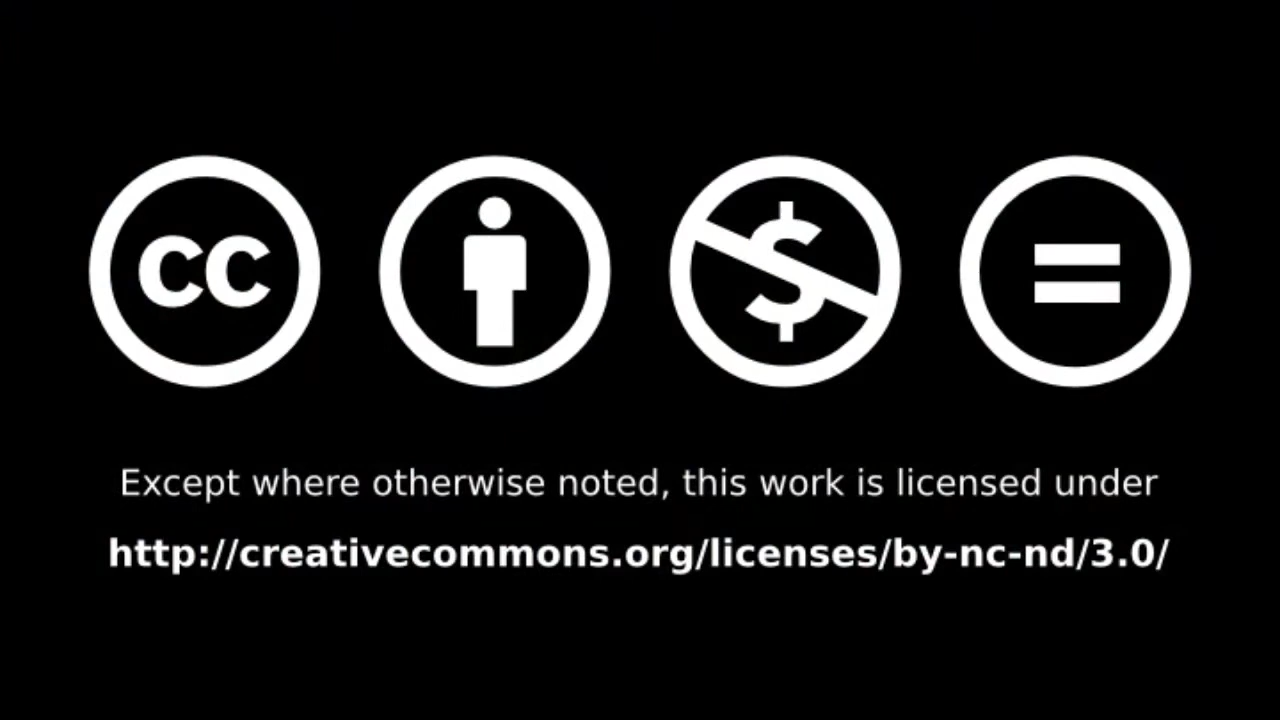 cc
$
=
Except where otherwise noted, this work is licensed under
http://creativecommons.org/licenses/by-nc-nd/3.0/